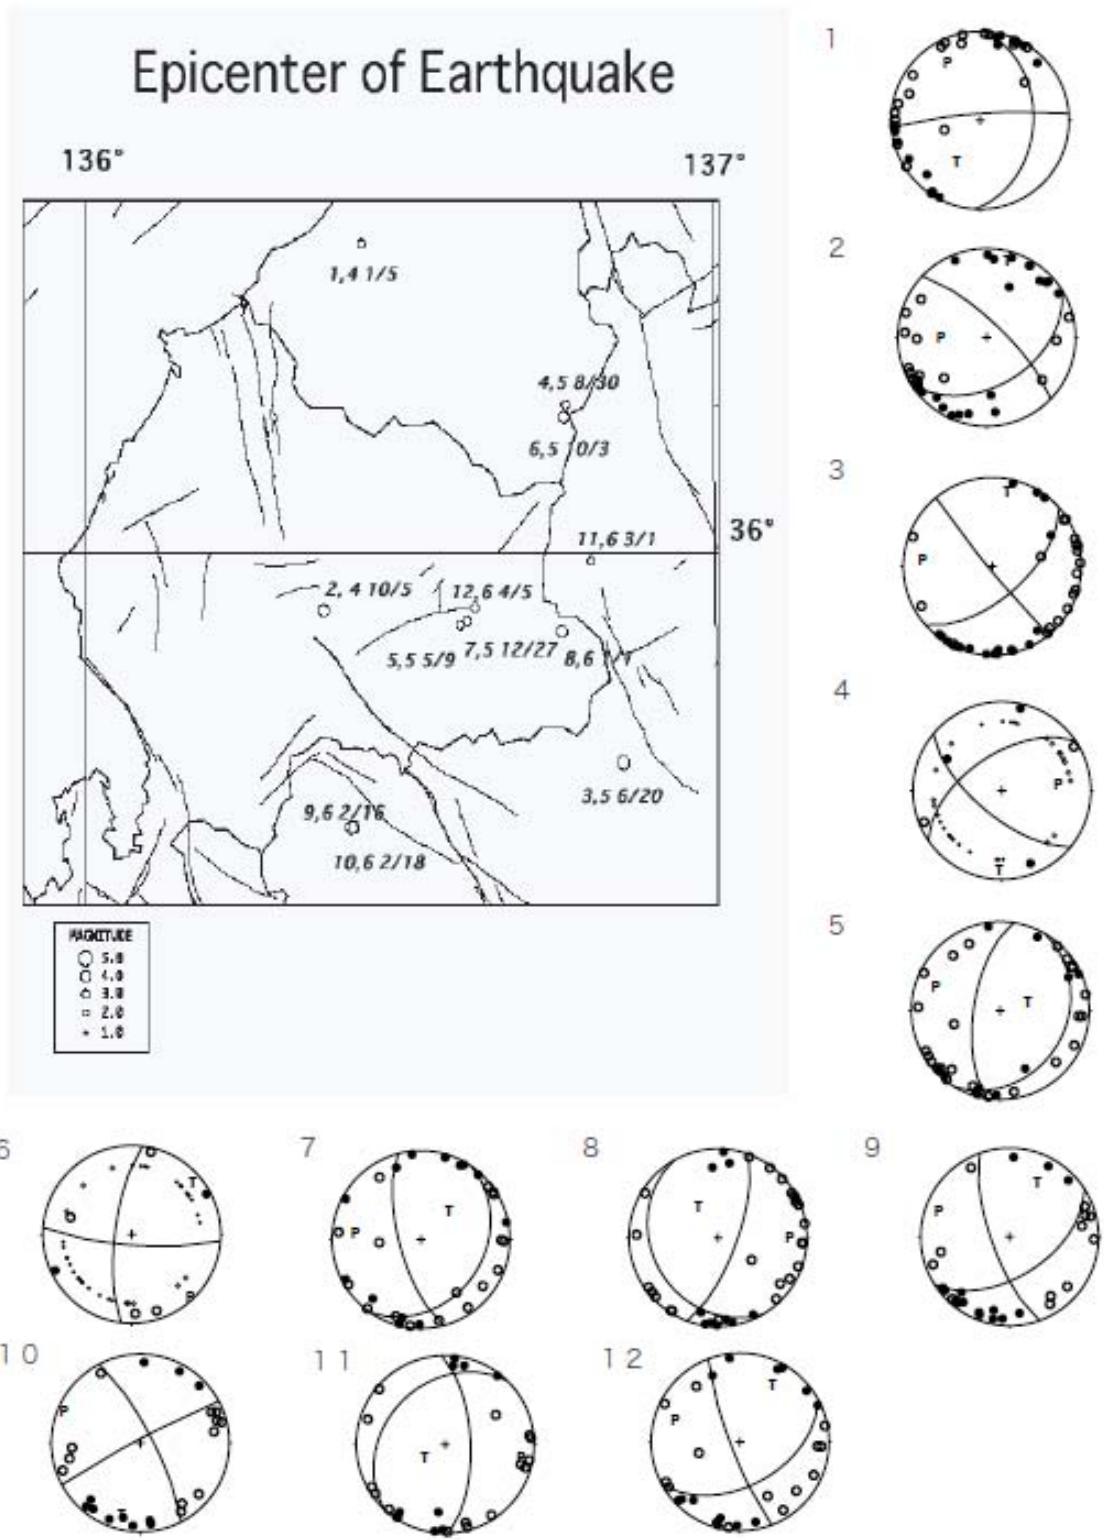 Epicenter of Earthquake
136°
137°
1,4 1/5
4,5 8/30
6,5 10/3
36°
11,6 3/1
2, 4 10/5
12,6 4/5
5,5 5/9
7,5 12/27
8,6
3,5 6/20
9,6 2/16
10,6 2/18
MAGNITUDE
5.0
4.0
3.0
2.0
1.0
1
P
T
2
T
P
3
T
P
4
P
T
5
P
T
6
T
P
7
T
P
8
T
P
9
T
P
10
P
T
11
T
P
12
T
P